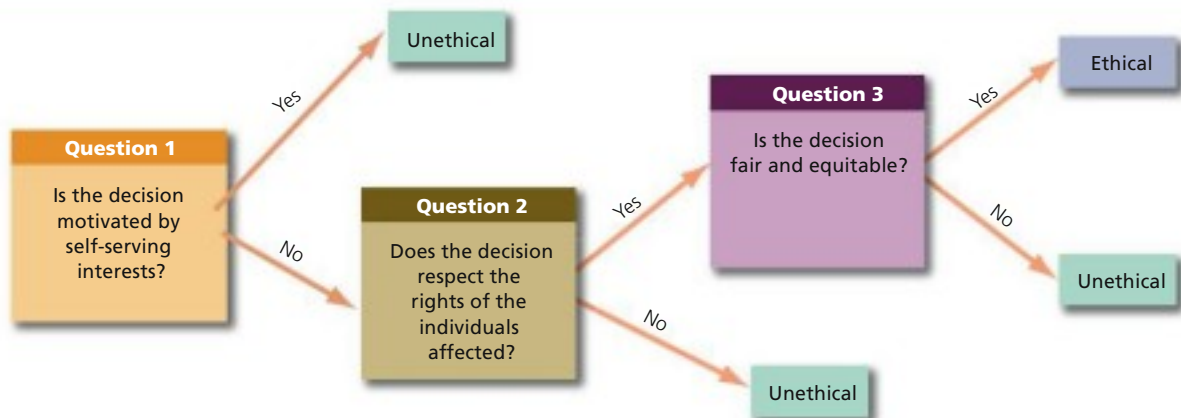 Unethical
Yes
Question 1
Is the decision
motivated by
self-serving
interests?
No
Question 2
Does the decision
respect the
rights of the
individuals
affected?
Yes
No
Unethical
Question 3
Is the decision
fair and equitable?
Yes
Ethical
No
Unethical